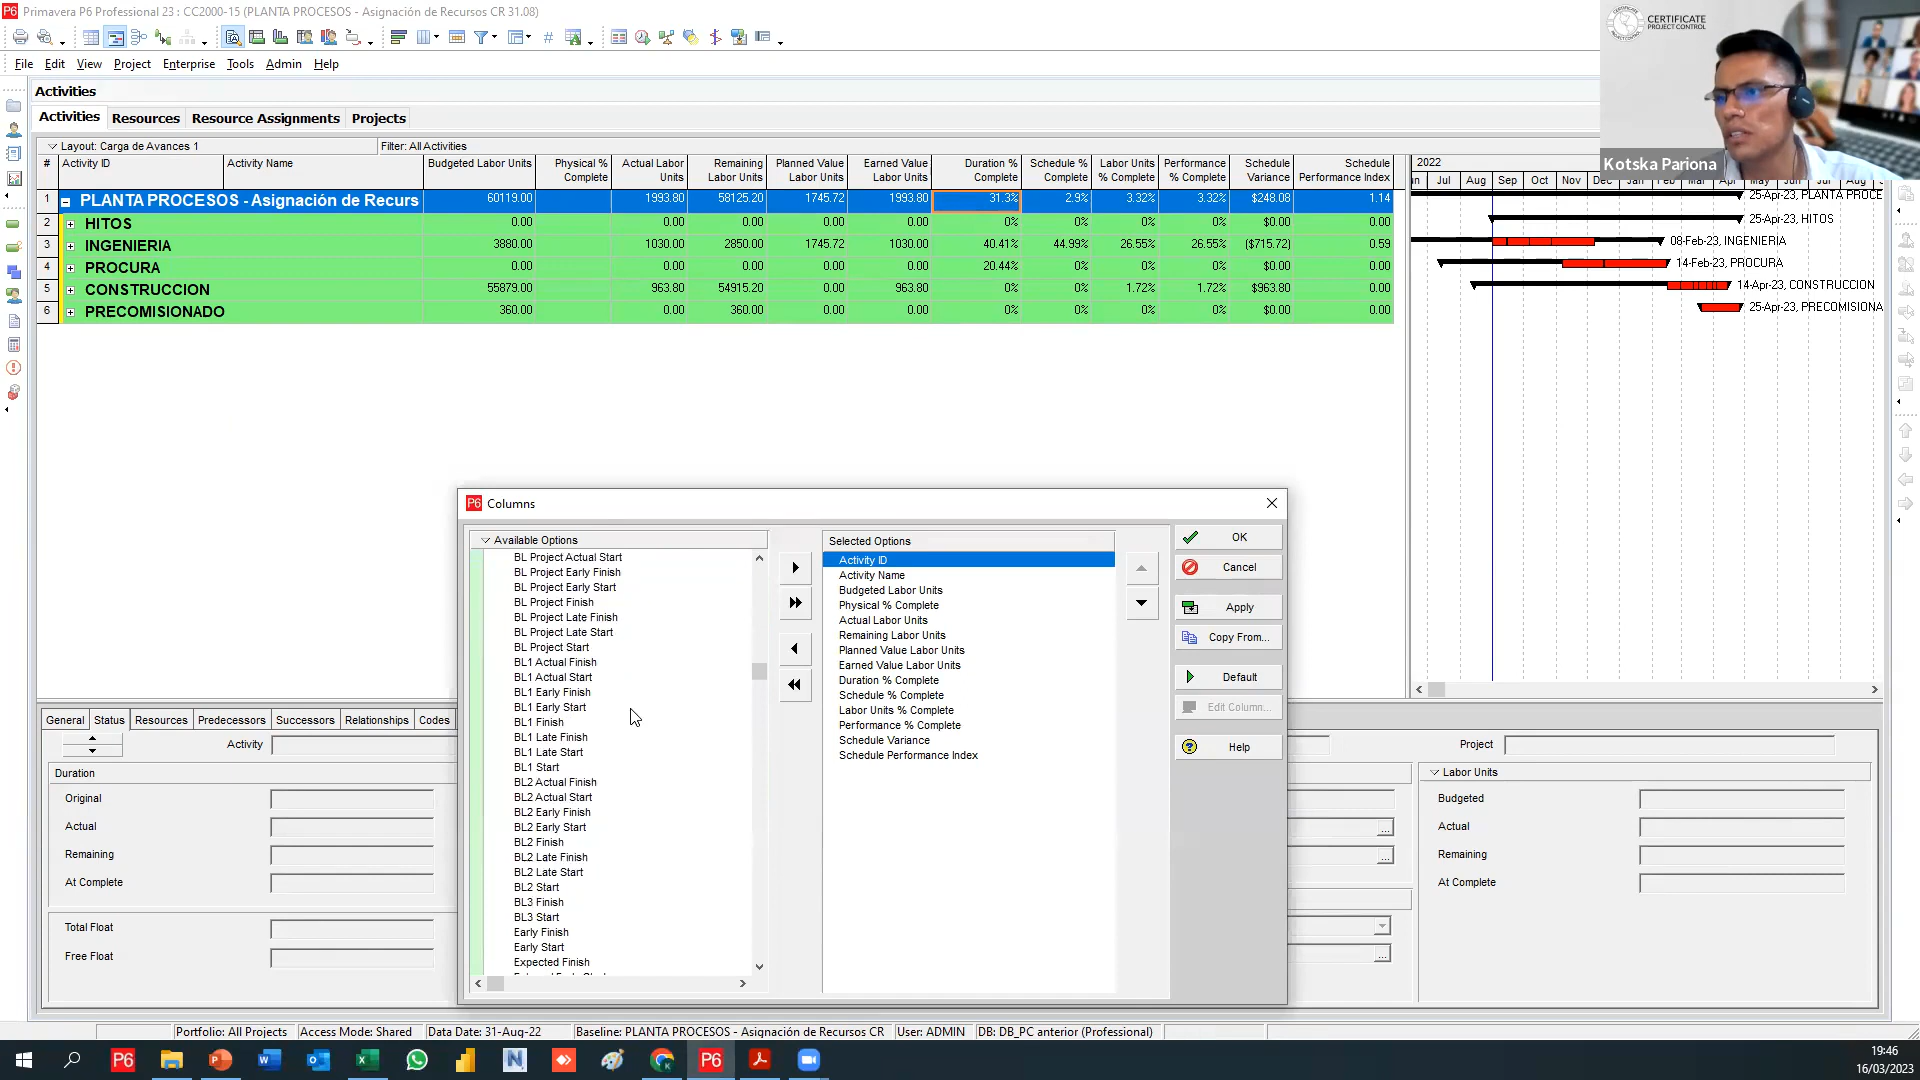 Primavera P6 Professional 23 : CC2000-15 (PLANTA PROCESOS - Asignación de Recursos CR 31.08)
File Edit View Project Enterprise Tools Admin Help
Activities
Activities Resources Resource Assignments Projects
Layout: Carga de Avances 1 Filter: All Activities
# Activity ID Activity Name Budgeted Labor Units Physical % Complete Actual Labor Units Remaining Labor Units Planned Value Labor Units Earned Value Labor Units Duration % Complete Schedule % Complete Labor Units % Complete Performance % Complete Schedule Variance Schedule Performance Index
1 PLANTA PROCESOS - Asignación de Recurs 60119.00 1993.80 58125.20 1745.72 1993.80 31.3% 2.9% 3.32% 3.32% $248.08 1.14
2 HITOS 0.00 0.00 0.00 0.00 0.00 0% 0% 0% 0% $0.00 0.00
3 INGENIERIA 3880.00 1030.00 2850.00 1745.72 1030.00 40.41% 44.99% 26.55% 26.55% ($715.72) 0.59
4 PROCURA 0.00 0.00 0.00 0.00 0.00 20.44% 0% 0% 0% $0.00 0.00
5 CONSTRUCCION 55879.00 963.80 54915.20 0.00 963.80 0% 0% 1.72% 1.72% $963.80 0.00
6 PRECOMISIONADO 360.00 0.00 360.00 0.00 0.00 0% 0% 0% 0% $0.00 0.00
2022
Jul Aug Sep Oct Nov Dec Jan Feb Mar Apr
25-Apr-23, PLANTA PROCE
25-Apr-23, HITOS
08-Feb-23, INGENIERIA
14-Feb-23, PROCURA
14-Apr-23, CONSTRUCCION
25-Apr-23, PRECOMISIONA
CERTIFICATE
PROJECT CONTROL
Kotska Pariona
P6 Columns
Available Options
BL Project Actual Start
BL Project Early Finish
BL Project Early Start
BL Project Finish
BL Project Late Finish
BL Project Late Start
BL Project Start
BL1 Actual Finish
BL1 Actual Start
BL1 Early Finish
BL1 Early Start
BL1 Finish
BL1 Late Finish
BL1 Late Start
BL1 Start
BL2 Actual Finish
BL2 Actual Start
BL2 Early Finish
BL2 Early Start
BL2 Finish
BL2 Late Finish
BL2 Late Start
BL2 Start
BL3 Finish
BL3 Start
Early Finish
Early Start
Expected Finish
Selected Options
Activity ID
Activity Name
Budgeted Labor Units
Physical % Complete
Actual Labor Units
Remaining Labor Units
Planned Value Labor Units
Earned Value Labor Units
Duration % Complete
Schedule % Complete
Labor Units % Complete
Performance % Complete
Schedule Variance
Schedule Performance Index
OK
Cancel
Apply
Copy From...
Default
Edit Column...
Help
General Status Resources Predecessors Successors Relationships Codes
Activity
Project
Duration
Original
Actual
Remaining
At Complete
Total Float
Free Float
Labor Units
Budgeted
Actual
Remaining
At Complete
Portfolio: All Projects Access Mode: Shared Data Date: 31-Aug-22 Baseline: PLANTA PROCESOS - Asignación de Recursos CR User: ADMIN DB: DB_PC anterior (Professional)
19:46
16/03/2023